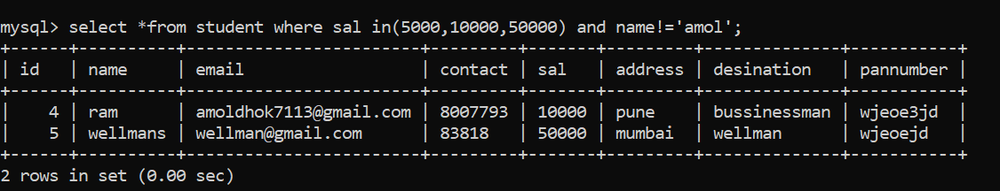 mysql> select *from student where sal in(5000,10000,50000) and name!='amol';
+------+----------+----------------------+---------+-------+---------+--------------+-----------+
| id   | name     | email                | contact | sal   | address | desination   | pannumber |
+------+----------+----------------------+---------+-------+---------+--------------+-----------+
|    4 | ram      | amoldhok7113@gmail.com | 8007793 | 10000 | pune    | bussinessman | wjeoe3jd  |
|    5 | wellmans | wellman@gmail.com    | 83818   | 50000 | mumbai  | wellman      | wjeoejd   |
+------+----------+----------------------+---------+-------+---------+--------------+-----------+
2 rows in set (0.00 sec)